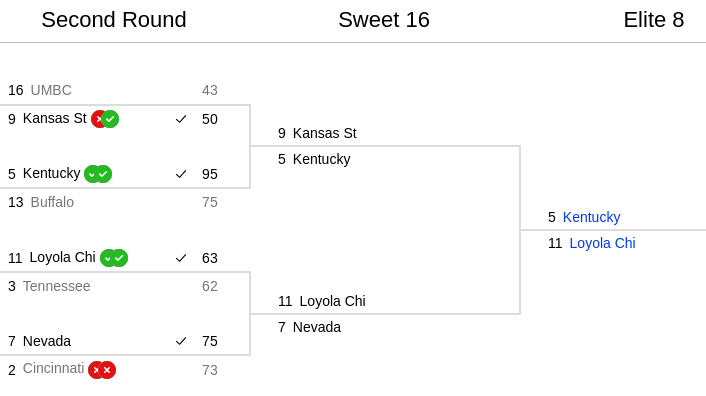 Second Round Sweet 16 Elite 8
16 UMBC 43
9 Kansas St 50
9 Kansas St
5 Kentucky
5 Kentucky 95
13 Buffalo 75
5 Kentucky
11 Loyola Chi
11 Loyola Chi 63
3 Tennessee 62
11 Loyola Chi
7 Nevada
7 Nevada 75
2 Cincinnati 73